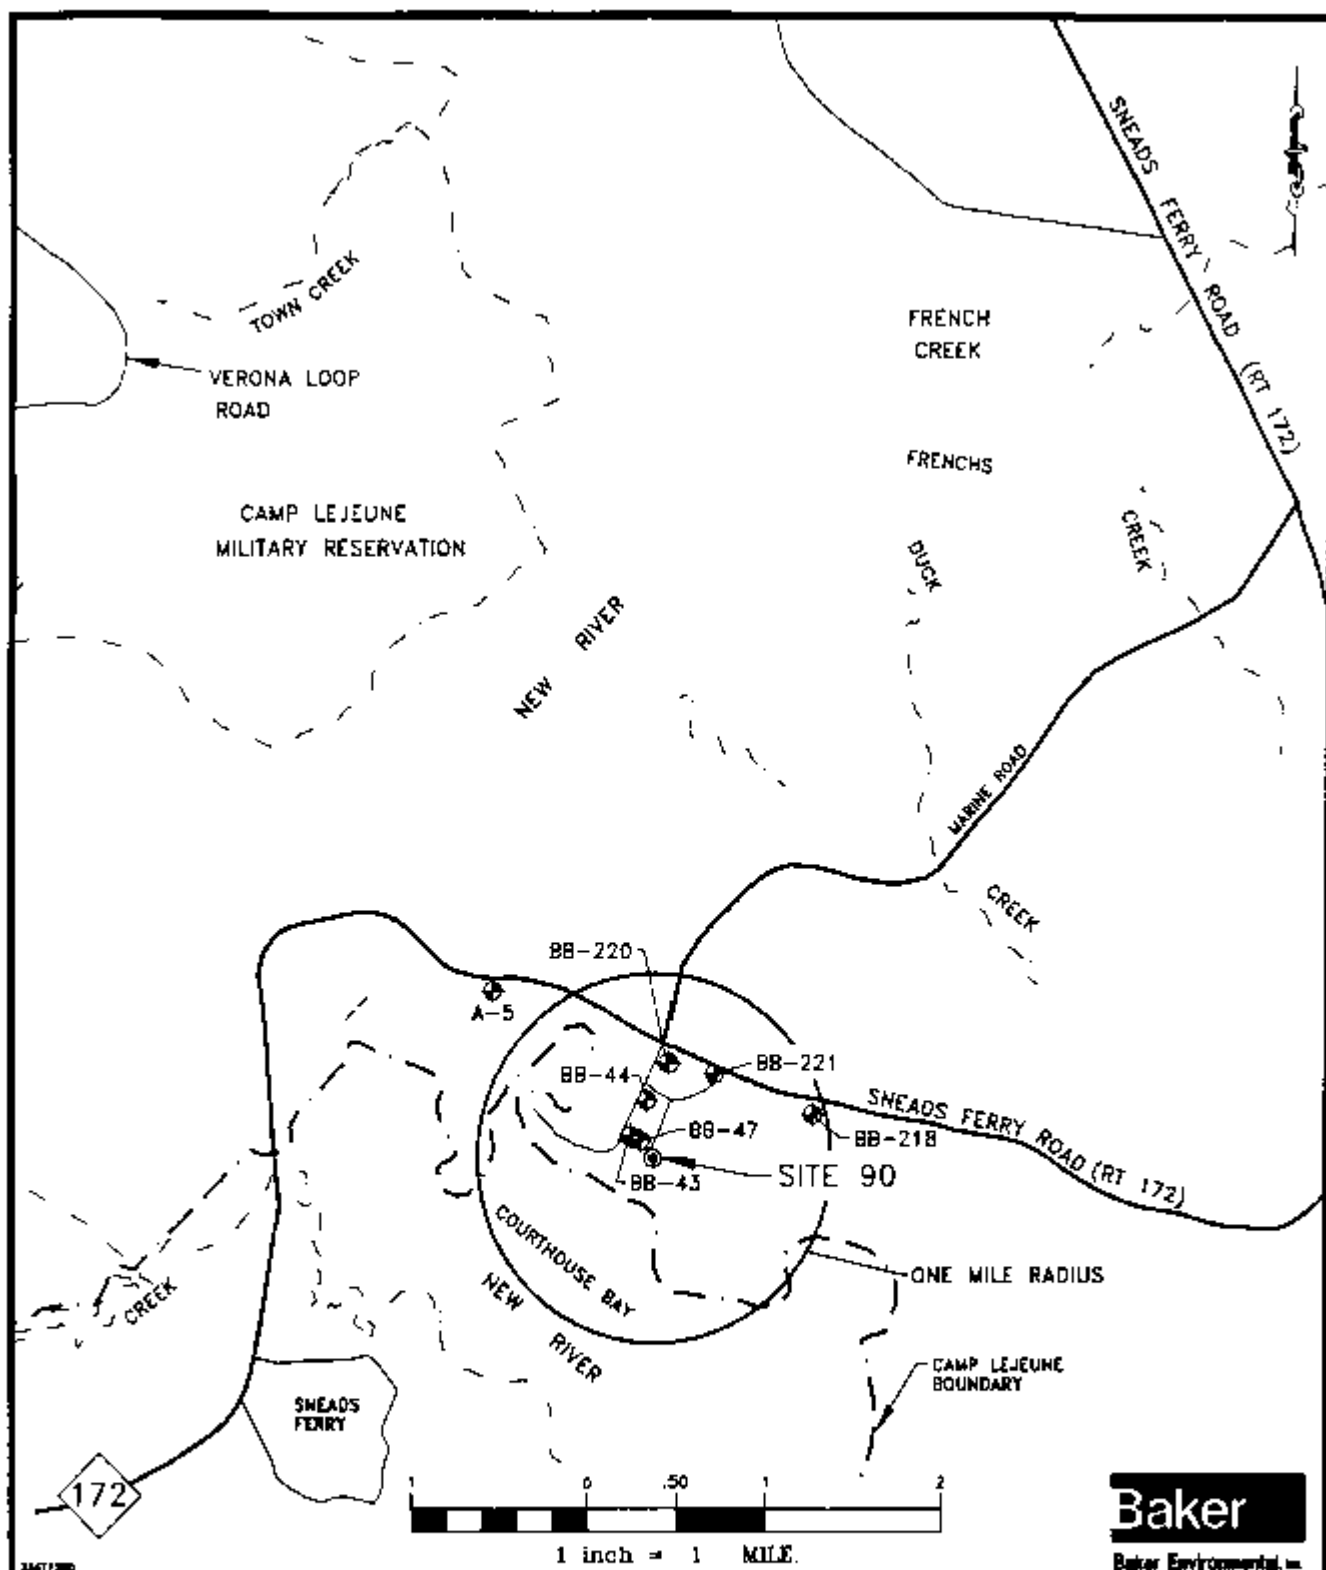 SNEADS FERRY ROAD (RT 172)
TOWN CREEK
VERONA LOOP
ROAD
FRENCH
CREEK
FRENCHS
CREEK
CAMP LEJEUNE
MILITARY RESERVATION
DUCK
CREEK
NEW RIVER
MARINE ROAD
BB-220
A-5
BB-44
BB-221
BB-47
BB-218
SNEADS FERRY ROAD (RT 172)
SITE 90
BB-43
COURTHOUSE BAY
NEW RIVER
ONE MILE RADIUS
CREEK
CAMP LEJEUNE
BOUNDARY
SNEADS
FERRY
172
1 0 .50 1 2
1 inch = 1 MILE.
Baker
Baker Environmental, Inc.